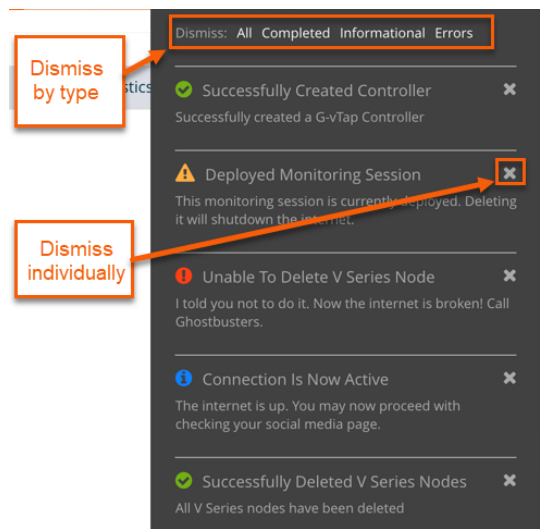 Dismiss: All Completed Informational Errors
Dismiss
by type
stics
Successfully Created Controller
Successfully created a G-vTap Controller
Deployed Monitoring Session
This monitoring session is currently deployed. Deleting
it will shutdown the internet.
Dismiss
individually
Unable To Delete V Series Node
I told you not to do it. Now the internet is broken! Call
Ghostbusters.
Connection Is Now Active
The internet is up. You may now proceed with
checking your social media page.
Successfully Deleted V Series Nodes
All V Series nodes have been deleted